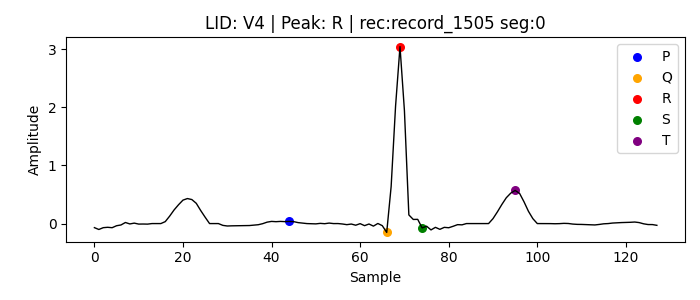 LID: V4 | Peak: R | rec:record_1505 seg:0
Amplitude
3
2
1
0
P
Q
R
S
T
0 20 40 60 80 100 120
Sample